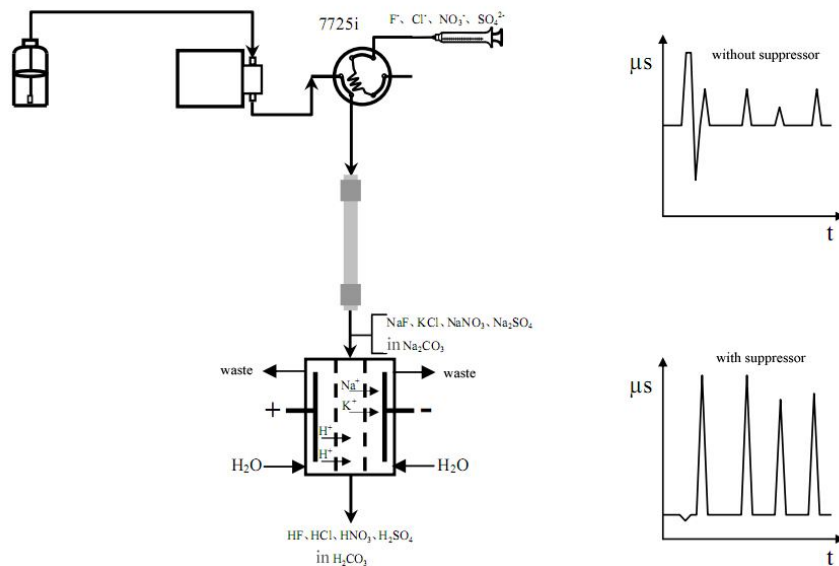 7725i
F⁻、Cl⁻、NO₃⁻、SO₄²⁻
μs
without suppressor
t
NaF、KCl、NaNO₃、Na₂SO₄
in Na₂CO₃
waste
waste
Na⁺
K⁺
+
-
H⁺
H⁺
H₂O
H₂O
HF、HCl、HNO₃、H₂SO₄
in H₂CO₃
μs
with suppressor
t